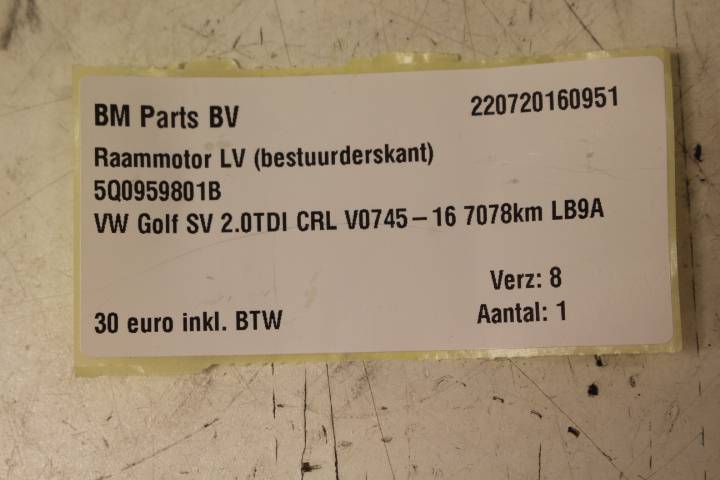 BM Parts BV 220720160951
Raammotor LV (bestuurderskant)
5Q0959801B
VW Golf SV 2.0TDI CRL V0745-16 7078km LB9A
Verz: 8
30 euro inkl. BTW Aantal: 1